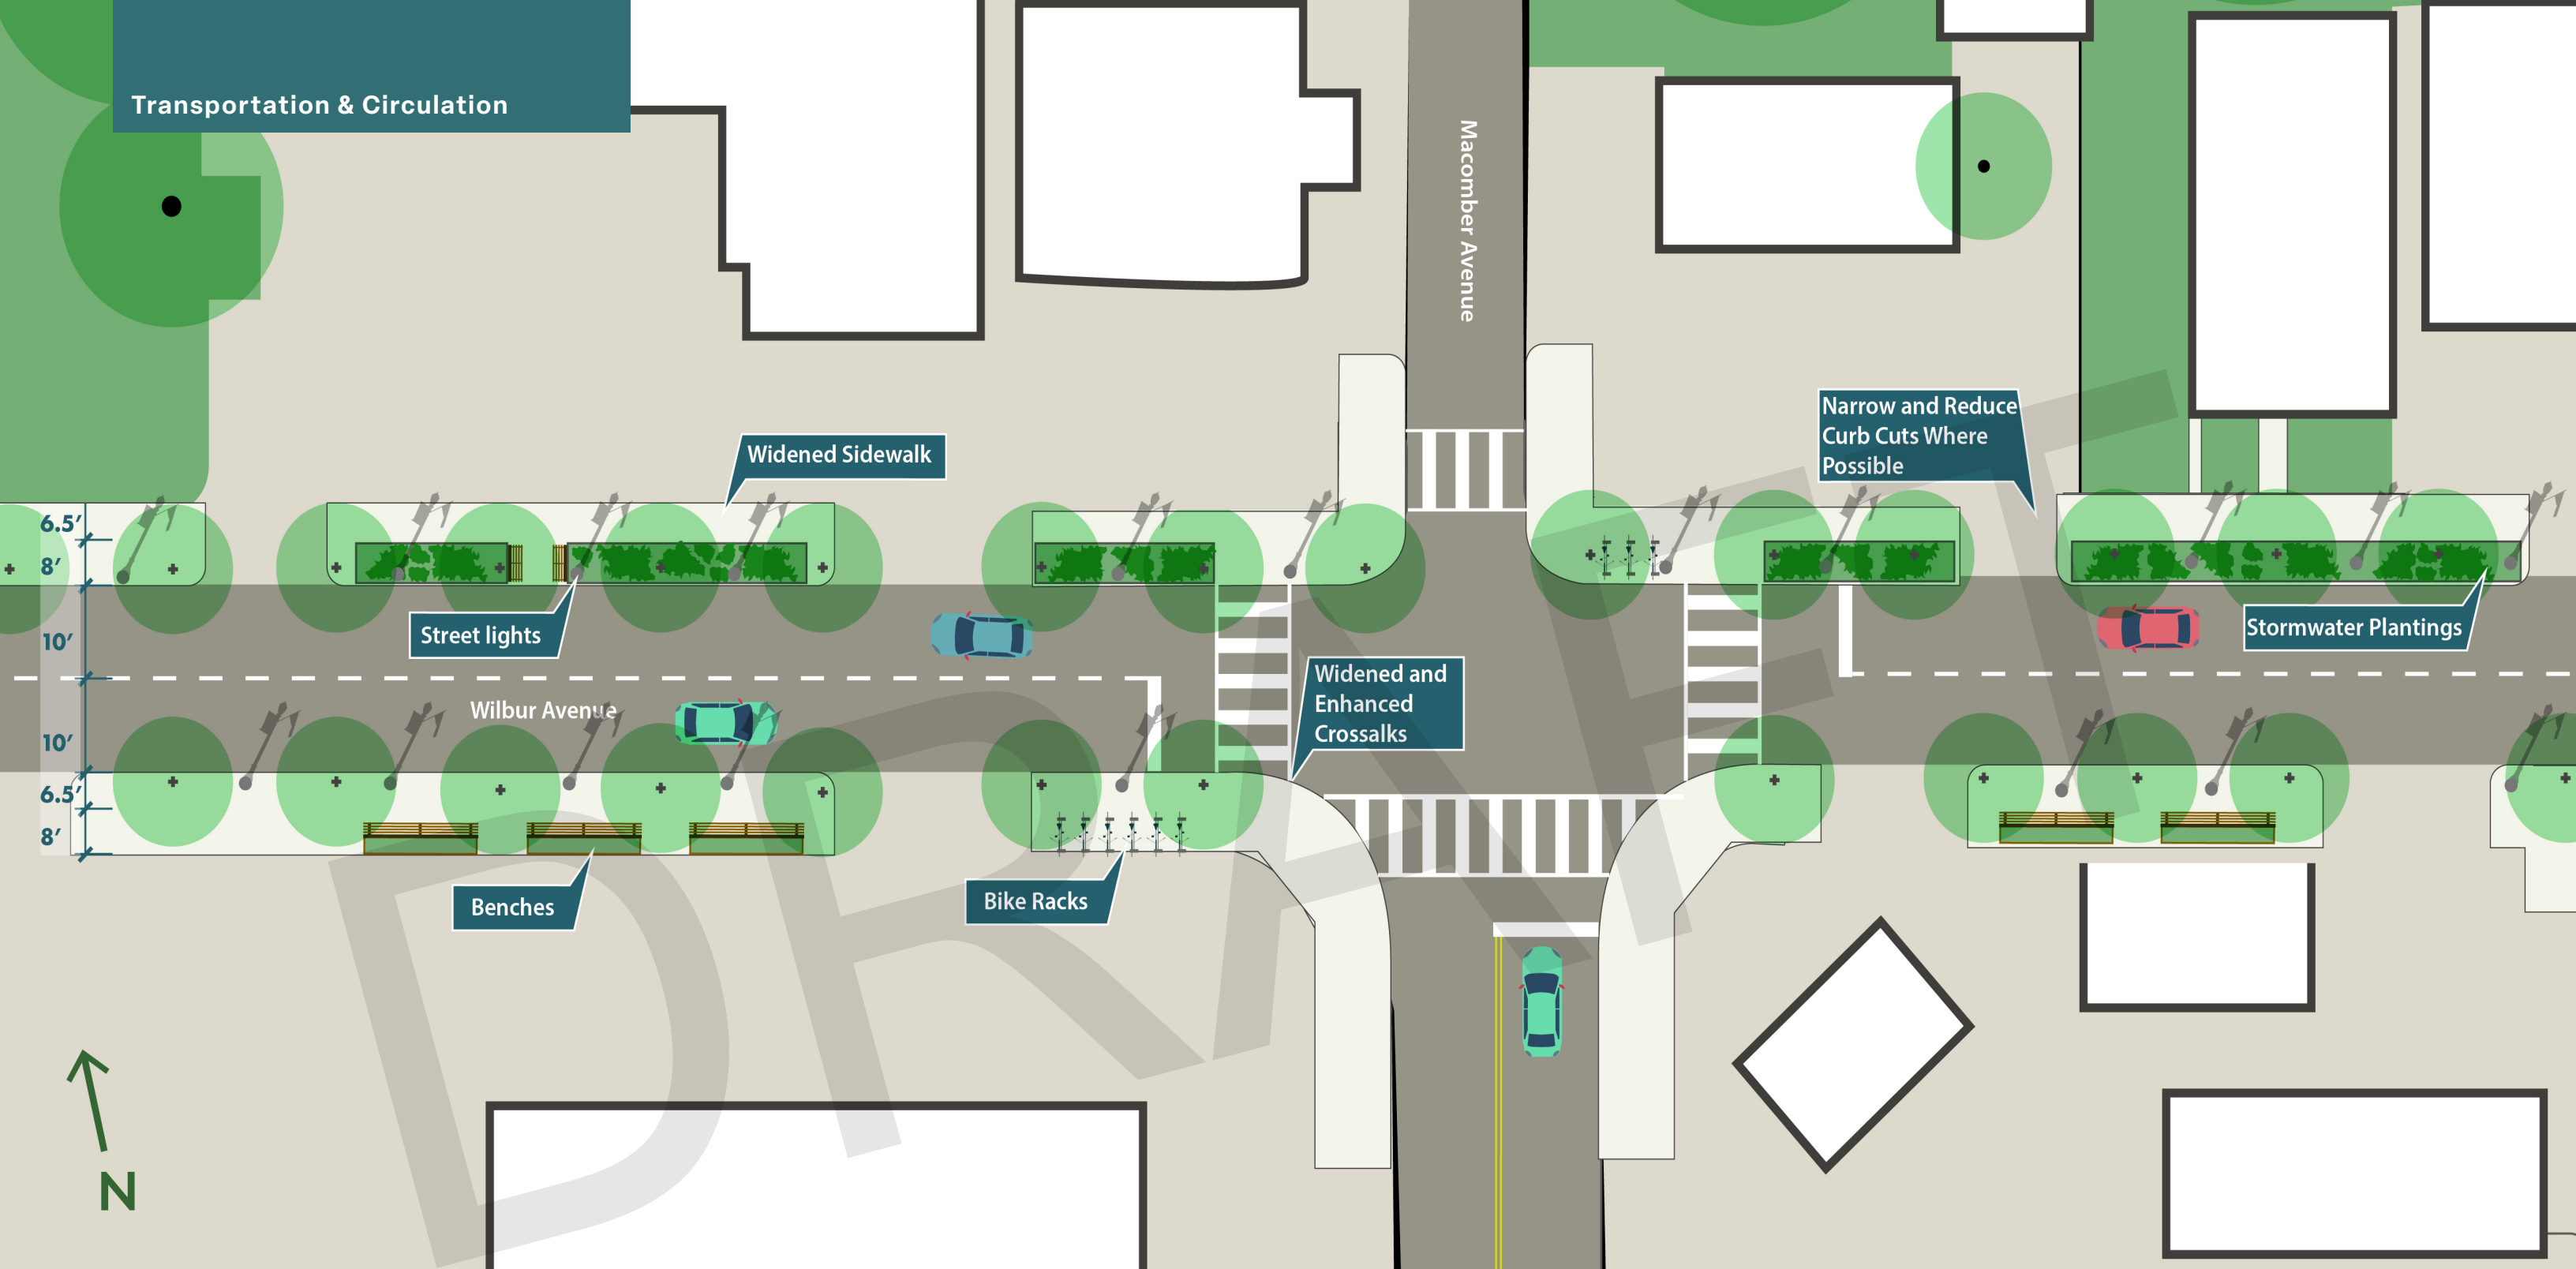 Transportation & Circulation
Macomber Avenue
Narrow and Reduce
Curb Cuts Where
Possible
Widened Sidewalk
6.5'
8'
10'
10'
6.5'
8'
Street lights
Stormwater Plantings
Widened and
Enhanced
Crossalks
Wilbur Avenue
Benches
Bike Racks
DRAFT
N